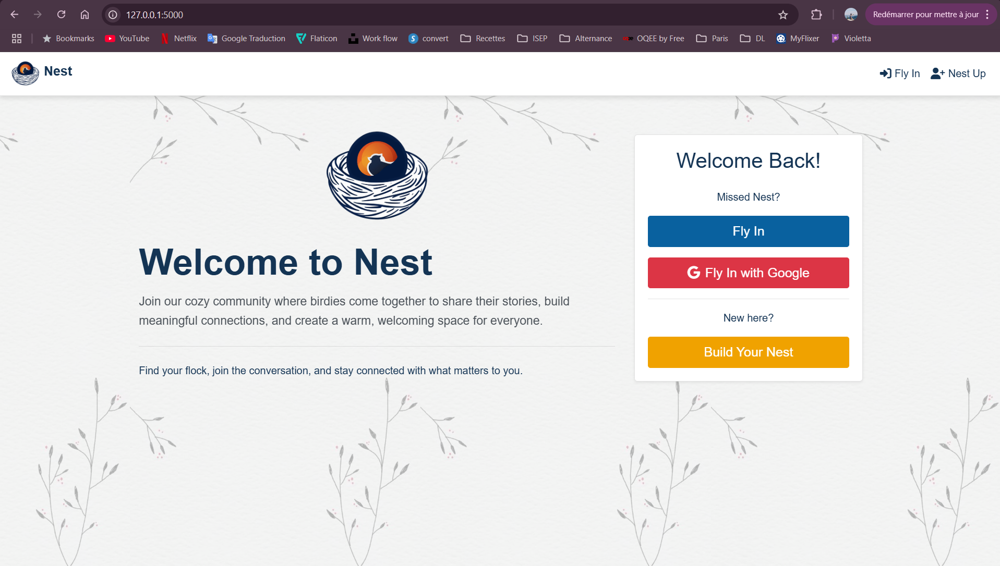 127.0.0.1:5000
Redémarrer pour mettre à jour
Bookmarks YouTube Netflix Google Traduction Flaticon Work flow convert Recettes ISEP Alternance OQEE by Free Paris DL MyFlixer Violetta
Nest
Fly In Nest Up
Welcome to Nest
Join our cozy community where birdies come together to share their stories, build
meaningful connections, and create a warm, welcoming space for everyone.
Find your flock, join the conversation, and stay connected with what matters to you.
Welcome Back!
Missed Nest?
Fly In
Fly In with Google
New here?
Build Your Nest